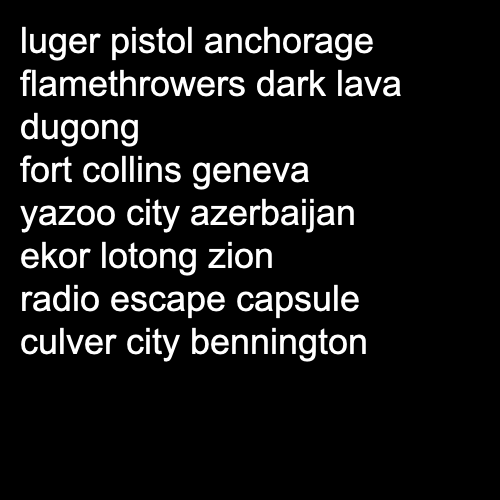 luger pistol anchorage
flamethrowers dark lava
dugong
fort collins geneva
yazoo city azerbaijan
ekor lotong zion
radio escape capsule
culver city bennington